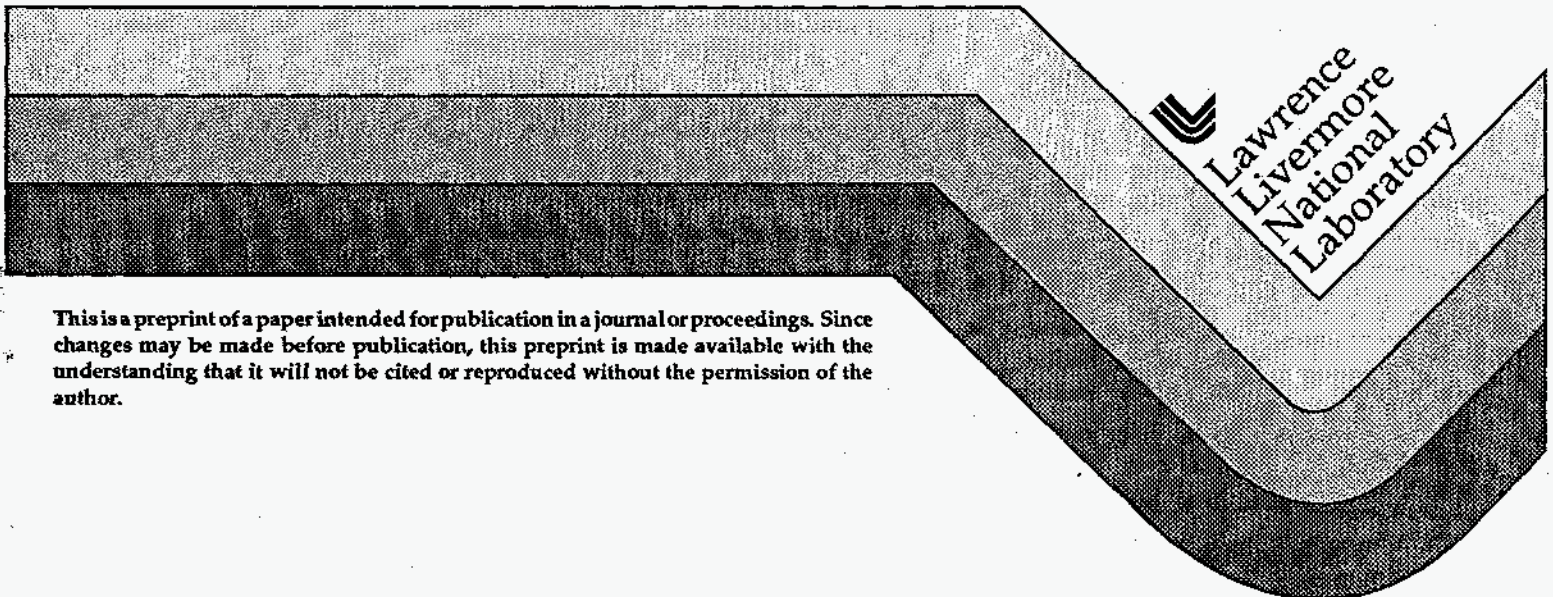 Lawrence
Livermore
National
Laboratory
This is a preprint of a paper intended for publication in a journal or proceedings. Since
changes may be made before publication, this preprint is made available with the
understanding that it will not be cited or reproduced without the permission of the
author.